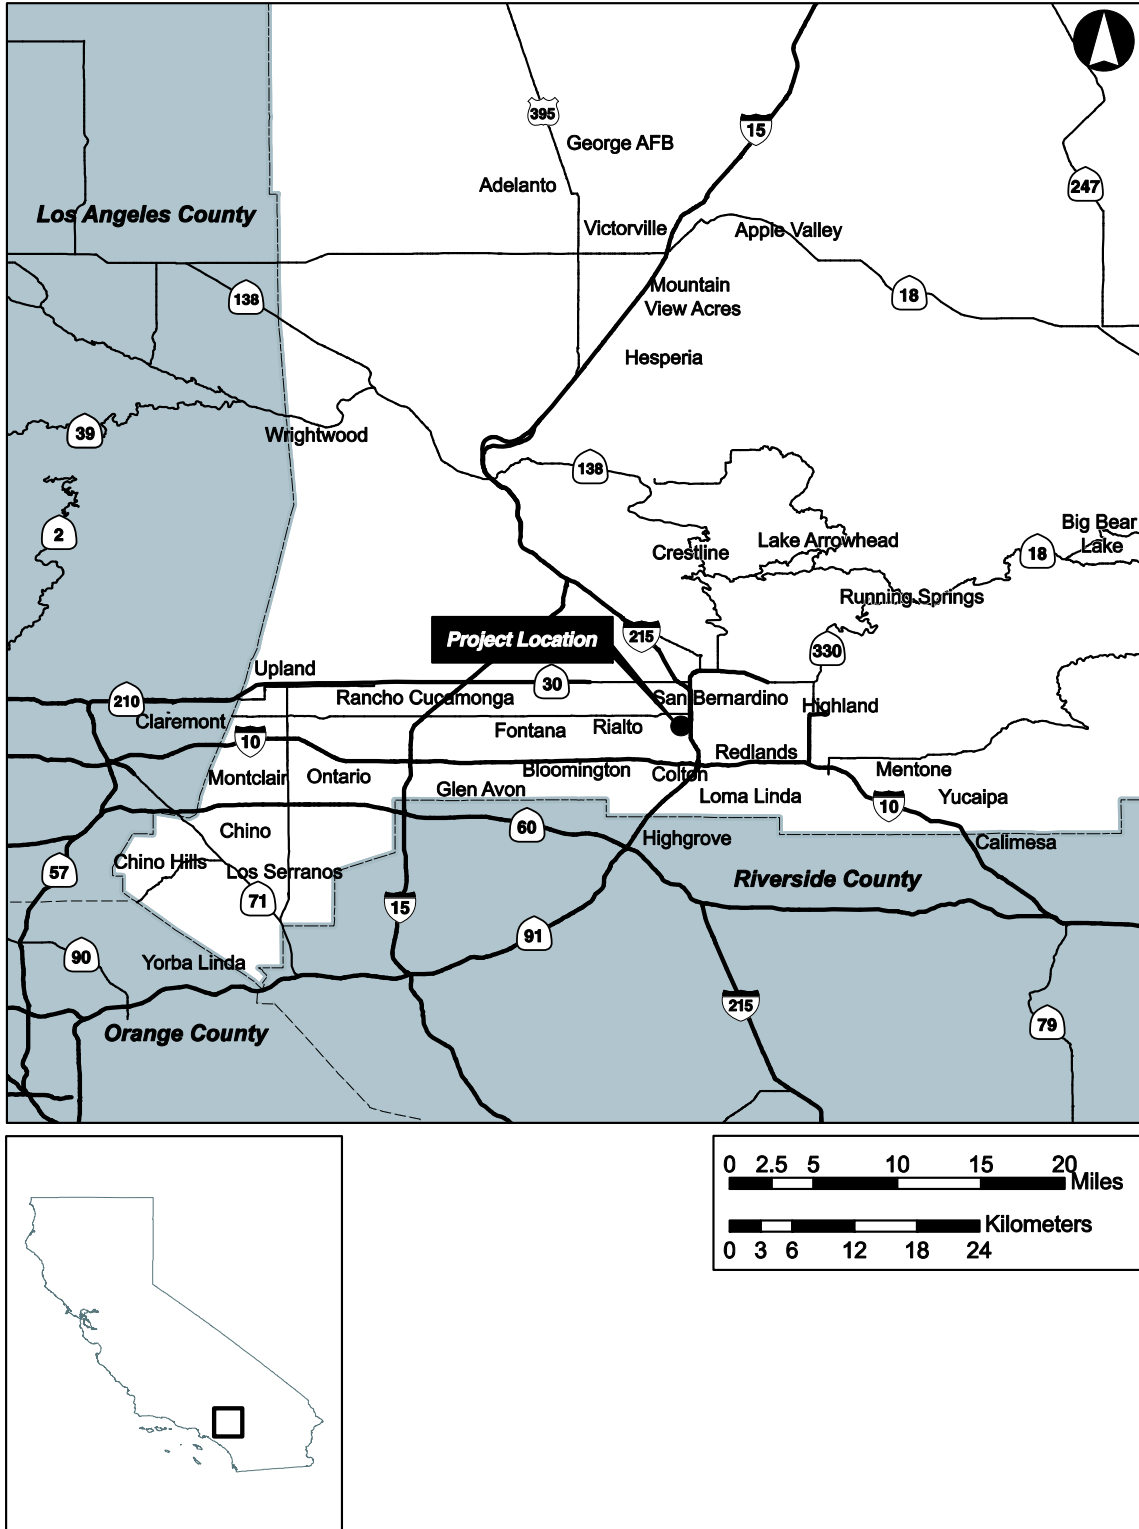 395
15
George AFB
247
Adelanto
Los Angeles County
Victorville
Apple Valley
Mountain
View Acres
138
18
Hesperia
39
Wrightwood
138
2
Big Bear
Lake
Lake Arrowhead
Crestline
18
Running Springs
Project Location
215
330
Upland
30
210
Rancho Cucamonga
San Bernardino
Highland
Claremont
Fontana
Rialto
10
Redlands
Montclair
Ontario
Bloomington
Colton
Mentone
Glen Avon
Loma Linda
10
Yucaipa
Chino
60
Highgrove
Calimesa
Chino Hills
57
Los Serranos
Riverside County
71
15
91
90
Yorba Linda
215
Orange County
79
0 2.5 5 10 15 20
Miles
Kilometers
0 3 6 12 18 24